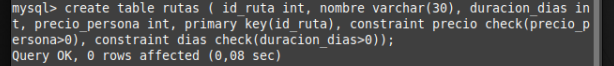 mysql> create table rutas ( id_ruta int, nombre varchar(30), duracion_dias in
t, precio_persona int, primary key(id_ruta), constraint precio check(precio_p
ersona>0), constraint dias check(duracion_dias>0));
Query OK, 0 rows affected (0,08 sec)